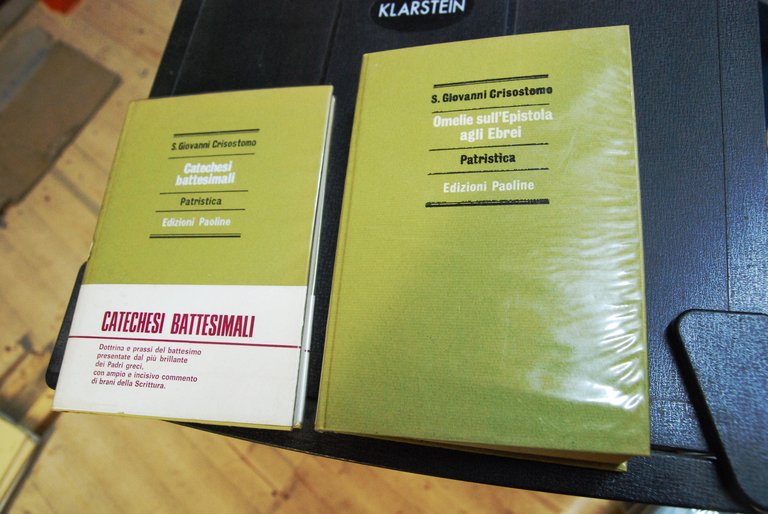 KLARSTEIN
S. Giovanni Crisostomo
Catechesi
battesimali
Patristica
Edizioni Paoline
CATECHESI BATTESIMALI
Dottrina e prassi del battesimo
presentate dal più brillante
dei Padri greci,
con ampio e incisivo commento
di brani della Scrittura.
S. Giovanni Crisostomo
Omelie sull'Epistola
agli Ebrei
Patristica
Edizioni Paoline